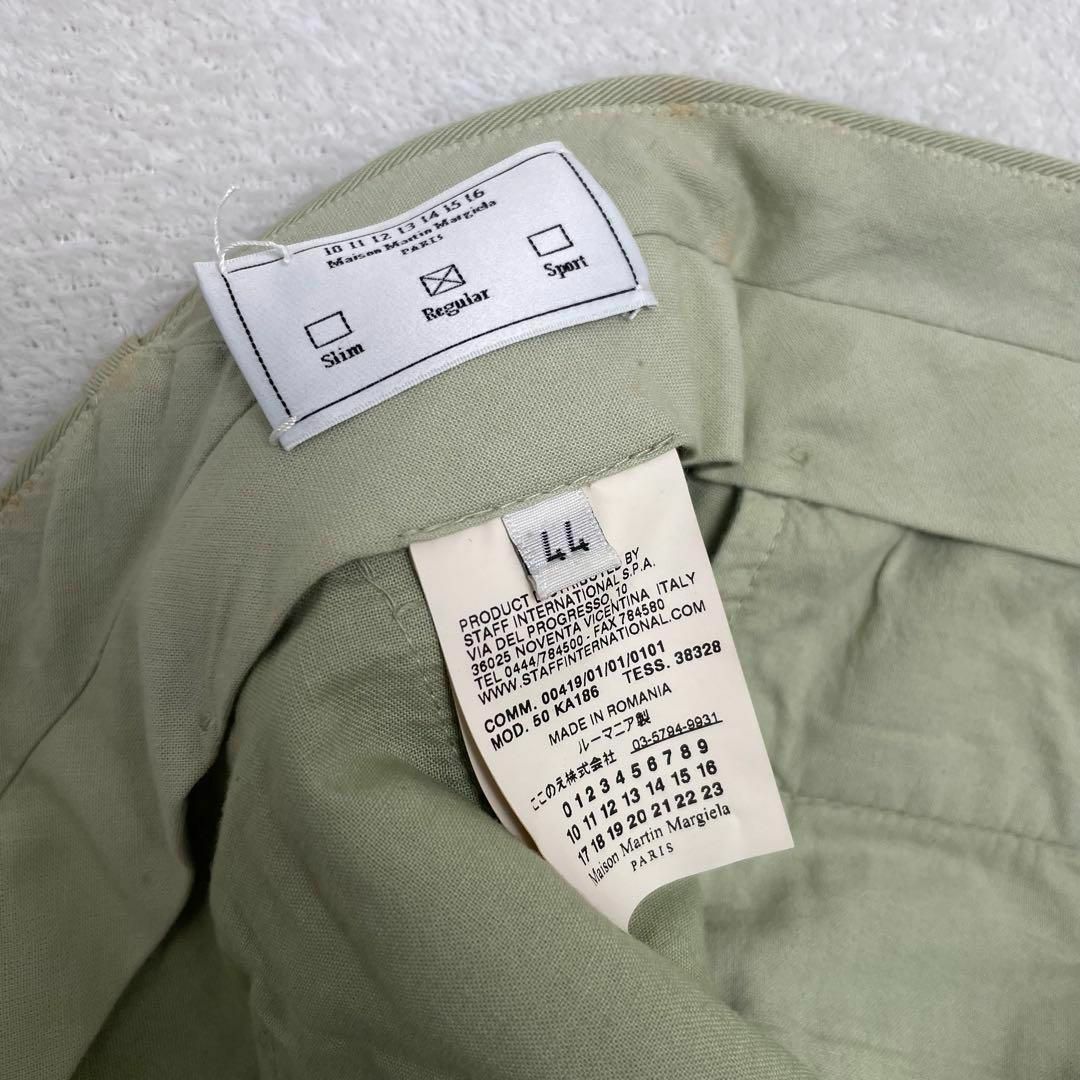 10 11 12 13 14 15 16
Maison Martin Margiela
PARIS
Slim
Regular
Sport
44
PRODUCT BY
STAFF INTERNATIONAL S.P.A.
VIA DEL PROGRESSO, 10
36025 NOVENTA VICENTINA ITALY
TEL 0444/784500 - FAX 784580
WWW.STAFFINTERNATIONAL.COM
COMM. 00419/01/01/0101
MOD. 50 KA186 TESS. 38328
MADE IN ROMANIA
ルーマニア製
ここのえ株式会社 03-5794-9931
0 1 2 3 4 5 6 7 8 9
10 11 12 13 14 15 16
17 18 19 20 21 22 23
Maison Martin Margiela
PARIS